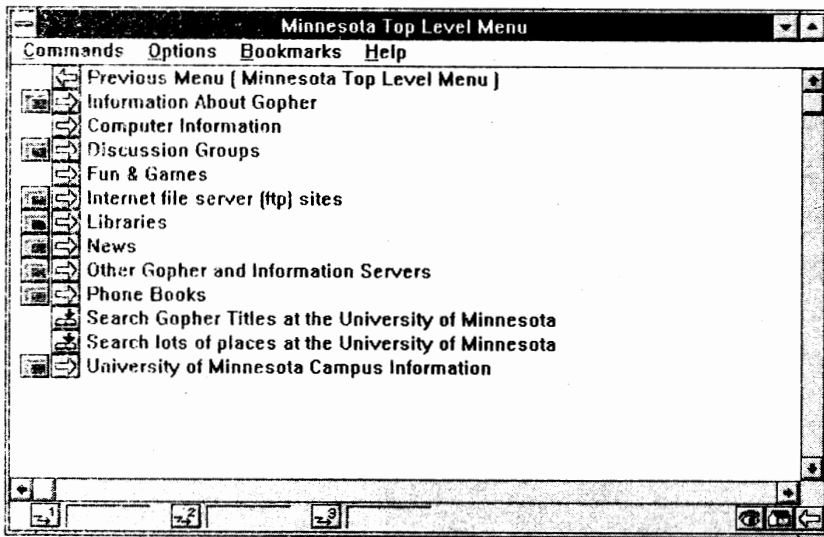 Minnesota Top Level Menu
Commands Options Bookmarks Help
Previous Menu ( Minnesota Top Level Menu )
Information About Gopher
Computer Information
Discussion Groups
Fun & Games
Internet file server (ftp) sites
Libraries
News
Other Gopher and Information Servers
Phone Books
Search Gopher Titles at the University of Minnesota
Search lots of places at the University of Minnesota
University of Minnesota Campus Information
1 2 3